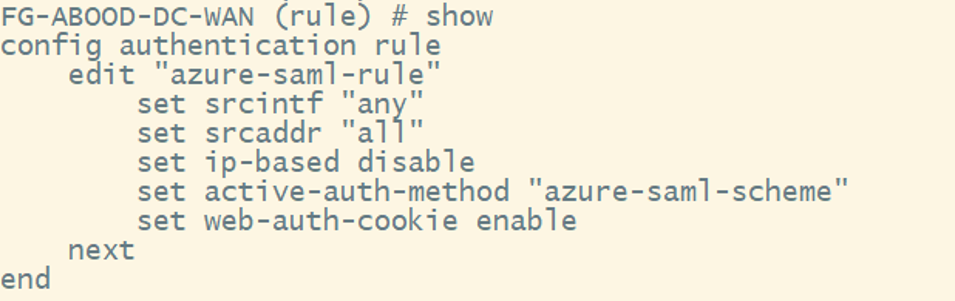 FG-ABOOD-DC-WAN (rule) # show
config authentication rule
    edit "azure-saml-rule"
        set srcintf "any"
        set srcaddr "all"
        set ip-based disable
        set active-auth-method "azure-saml-scheme"
        set web-auth-cookie enable
    next
end